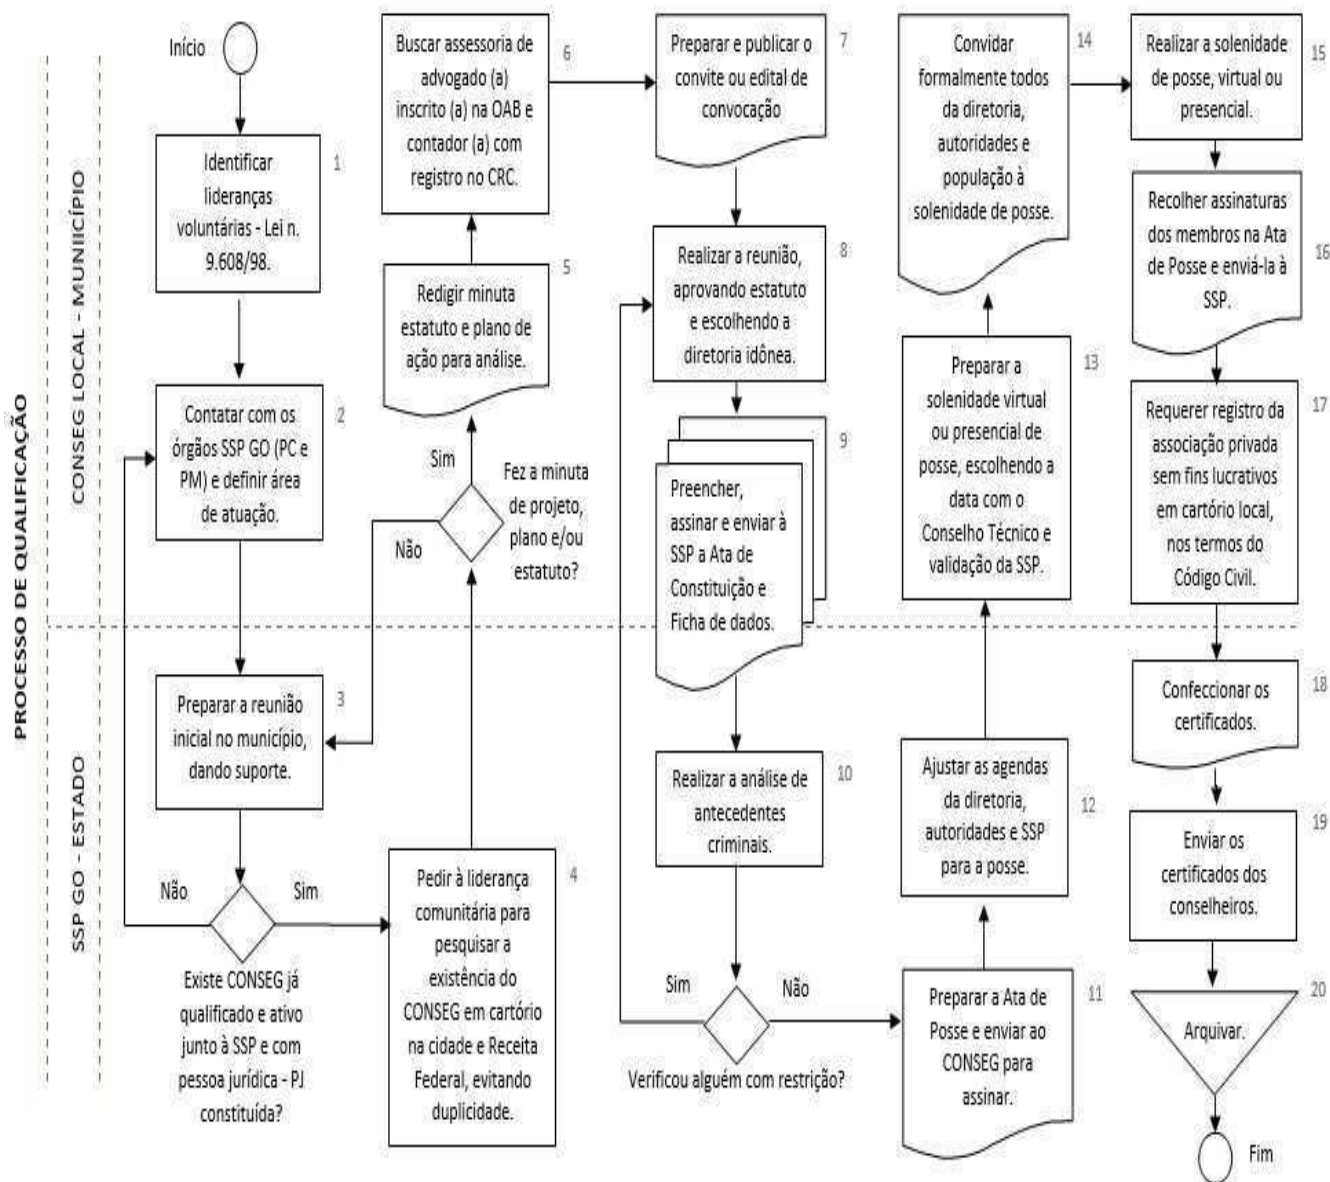 PROCESSO DE QUALIFICAÇÃO
CONSEG LOCAL - MUNIICÍPIO
SSP GO - ESTADO
Início
Identificar
lideranças
voluntárias - Lei n.
9.608/98.
1
Contatar com os
órgãos SSP GO (PC e
PM) e definir área
de atuação.
2
Preparar a reunião
inicial no município,
dando suporte.
3
Não
Sim
Existe CONSEG já
qualificado e ativo
junto à SSP e com
pessoa jurídica - PJ
constituída?
Pedir à liderança
comunitária para
pesquisar a
existência do
CONSEG em cartório
na cidade e Receita
Federal, evitando
duplicidade.
4
Sim
Não
Fez a minuta
de projeto,
plano e/ou
estatuto?
Redigir minuta
estatuto e plano de
ação para análise.
5
Buscar assessoria de
advogado (a)
inscrito (a) na OAB e
contador (a) com
registro no CRC.
6
Preparar e publicar o
convite ou edital de
convocação
7
Realizar a reunião,
aprovando estatuto
e escolhendo a
diretoria idônea.
8
Preencher,
assinar e enviar à
SSP a Ata de
Constituição e
Ficha de dados.
9
Realizar a análise de
antecedentes
criminais.
10
Sim
Não
Verificou alguém com restrição?
Preparar a Ata de
Posse e enviar ao
CONSEG para
assinar.
11
Ajustar as agendas
da diretoria,
autoridades e SSP
para a posse.
12
Preparar a
solenidade virtual
ou presencial de
posse, escolhendo a
data com o
Conselho Técnico e
validação da SSP.
13
Convidar
formalmente todos
da diretoria,
autoridades e
população à
solenidade de posse.
14
Realizar a solenidade
de posse, virtual ou
presencial.
15
Recolher assinaturas
dos membros na Ata
de Posse e enviá-la à
SSP.
16
Requerer registro da
associação privada
sem fins lucrativos
em cartório local,
nos termos do
Código Civil.
17
Confeccionar os
certificados.
18
Enviar os
certificados dos
conselheiros.
19
Arquivar.
20
Fim